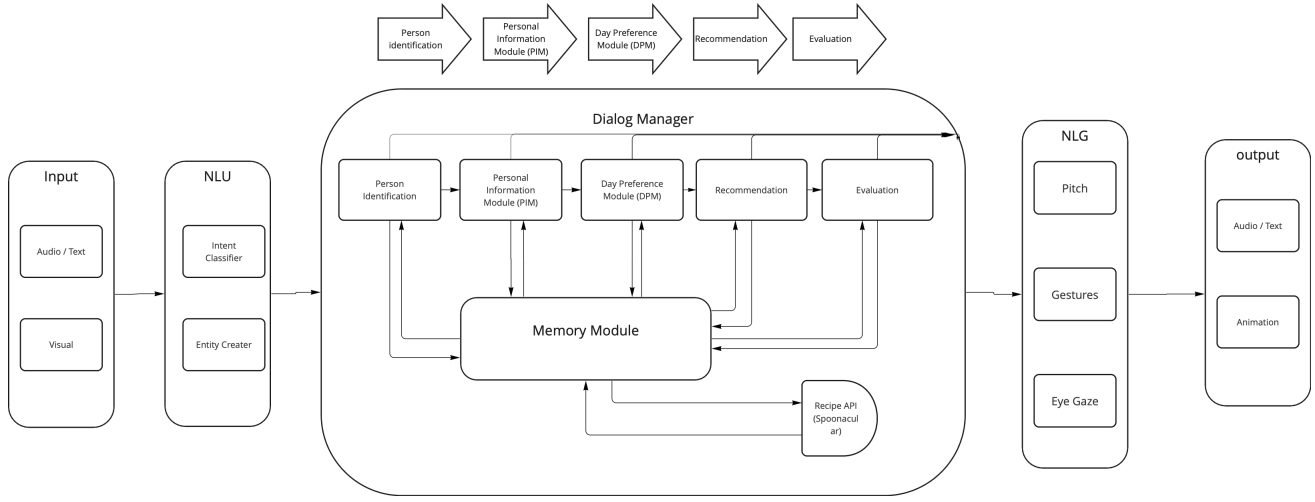 Person
identification
Personal
Information
Module (PIM)
Day Preference
Module (DPM)
Recommendation
Evaluation
Dialog Manager
Input
Audio / Text
Visual
NLU
Intent
Classifier
Entity Creater
Person
Identification
Personal
Information
Module (PIM)
Day Preference
Module (DPM)
Recommendation
Evaluation
Memory Module
Recipe API
(Spoonacul
ar)
NLG
Pitch
Gestures
Eye Gaze
output
Audio / Text
Animation